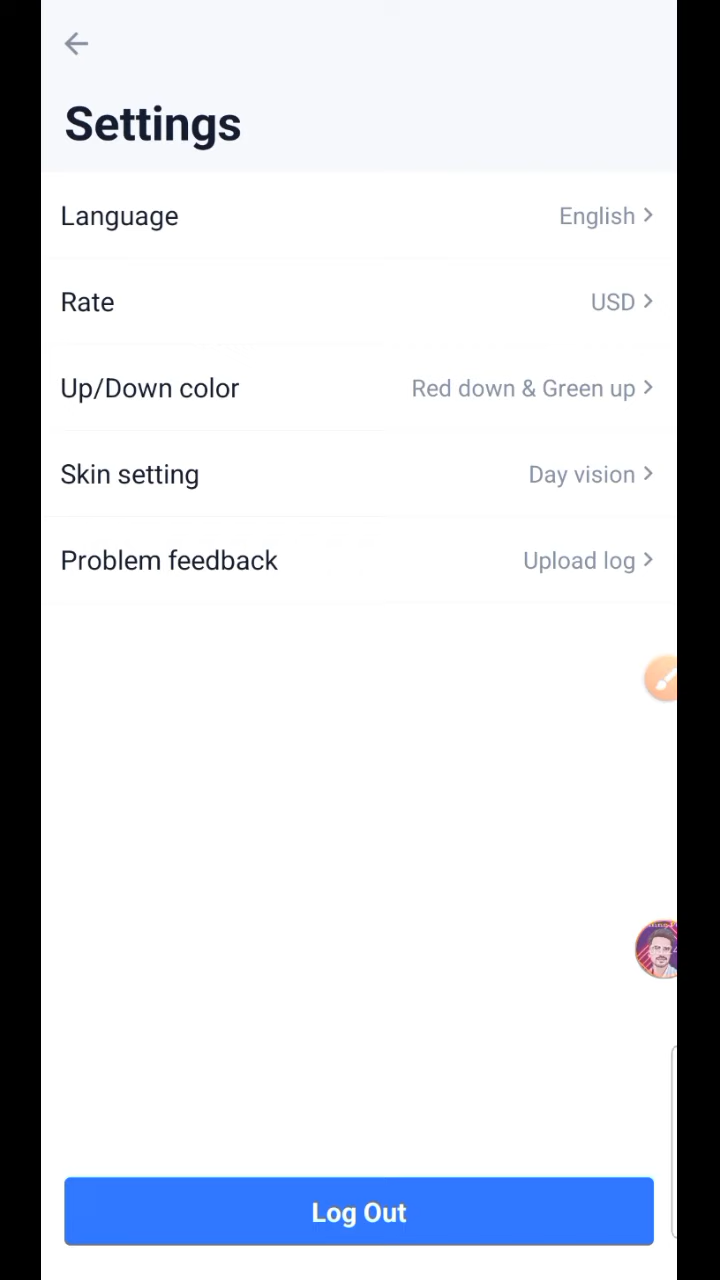 Settings
Language English
Rate USD
Up/Down color Red down & Green up
Skin setting Day vision
Problem feedback Upload log
Log Out